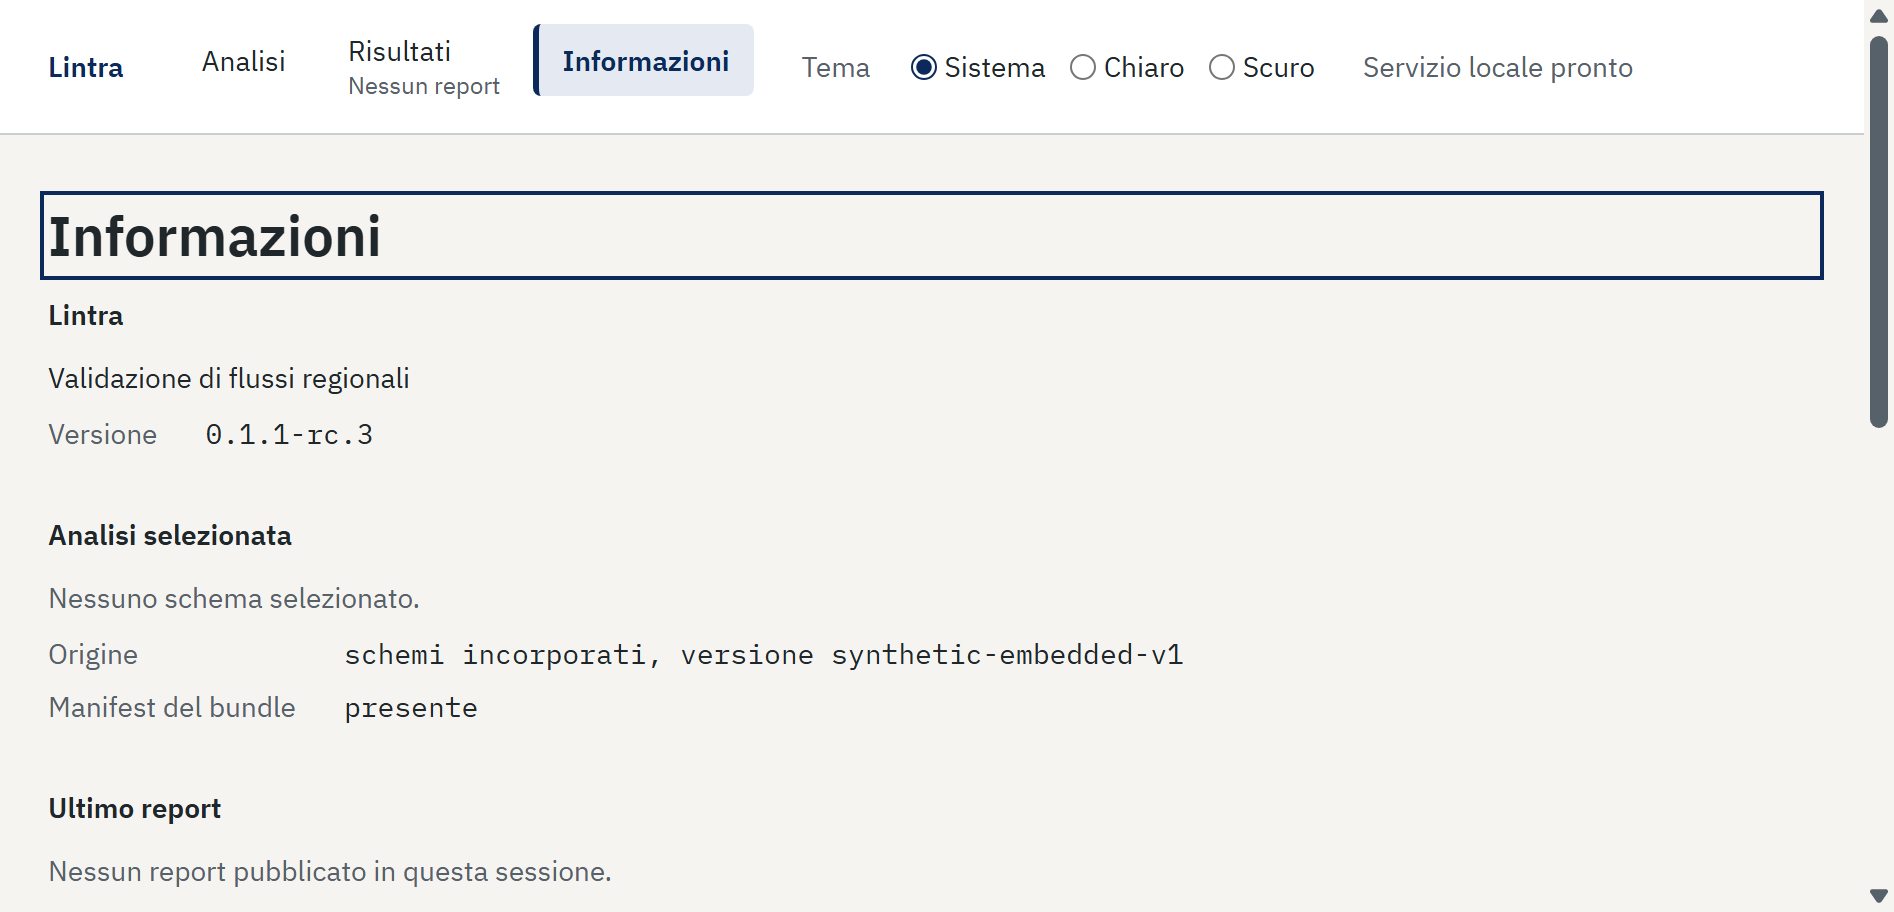 Lintra
Analisi
Risultati
Nessun report
Informazioni
Tema
Sistema
Chiaro
Scuro
Servizio locale pronto
Informazioni
Lintra
Validazione di flussi regionali
Versione 0.1.1-rc.3
Analisi selezionata
Nessuno schema selezionato.
Origine schemi incorporati, versione synthetic-embedded-v1
Manifest del bundle presente
Ultimo report
Nessun report pubblicato in questa sessione.